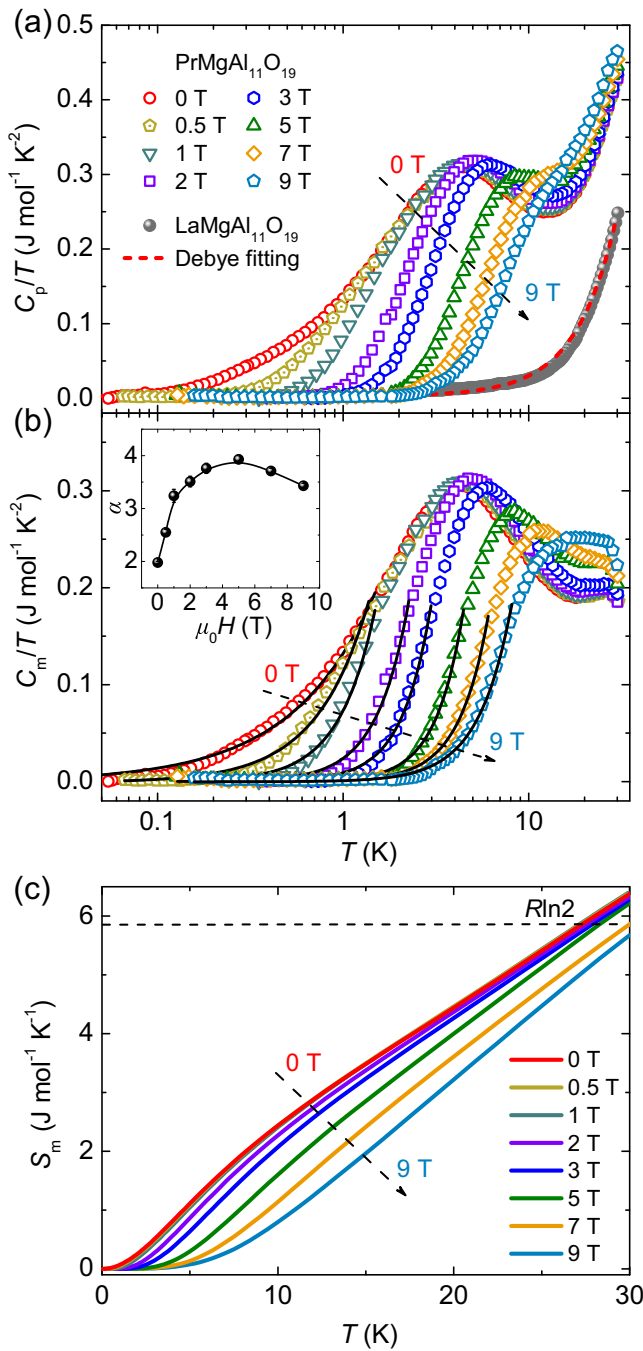 (a)
0.5
0.4
0.3
0.2
0.1
0.0
C_p/T (J mol⁻¹ K⁻²)
PrMgAl₁₁O₁₉
0 T
0.5 T
1 T
2 T
3 T
5 T
7 T
9 T
LaMgAl₁₁O₁₉
Debye fitting
0 T
9 T
(b)
0.3
0.2
0.1
0.0
C_m/T (J mol⁻¹ K⁻²)
4
3
2
α
0 2 4 6 8 10
μ₀H (T)
0 T
9 T
0.1 1 10
T (K)
(c)
6
4
2
0
S_m (J mol⁻¹ K⁻¹)
Rln2
0 T
9 T
0 T
0.5 T
1 T
2 T
3 T
5 T
7 T
9 T
0 10 20 30
T (K)